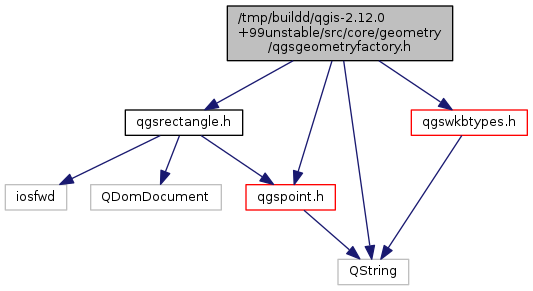 /tmp/buildd/qgis-2.12.0
+99unstable/src/core/geometry
/qgsgeometryfactory.h
qgsrectangle.h
qgswkbtypes.h
iosfwd
QDomDocument
qgspoint.h
QString